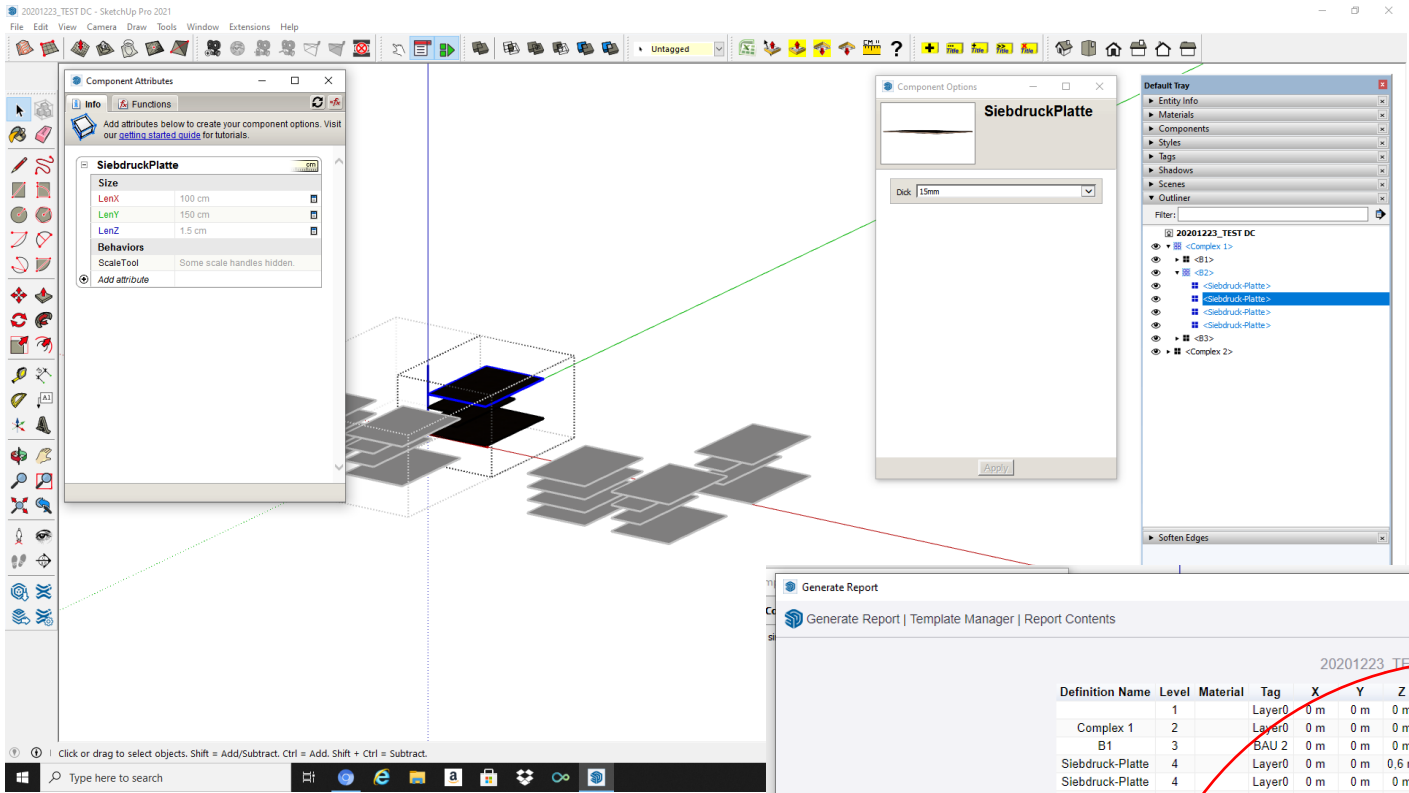 20201223_TEST DC - SketchUp Pro 2021
File Edit View Camera Draw Tools Window Extensions Help
Untagged
Component Attributes
Info Functions
Add attributes below to create your component options. Visit
our getting started guide for tutorials.
SiebdruckPlatte cm
Size
LenX 100 cm
LenY 150 cm
LenZ 1.5 cm
Behaviors
ScaleTool Some scale handles hidden.
Add attribute
Component Options
SiebdruckPlatte
Dick 15mm
Apply
Default Tray
Entity Info
Materials
Components
Styles
Tags
Shadows
Scenes
Outliner
Filter:
20201223_TEST DC
<Complex 1>
<B1>
<B2>
<Siebdruck-Platte>
<Siebdruck-Platte>
<Siebdruck-Platte>
<Siebdruck-Platte>
<B3>
<Complex 2>
Soften Edges
Generate Report
Generate Report | Template Manager | Report Contents
20201223_TE
Definition Name Level Material Tag X Y Z
1 Layer0 0 m 0 m 0 m
Complex 1 2 Layer0 0 m 0 m 0 m
B1 3 BAU 2 0 m 0 m 0 m
Siebdruck-Platte 4 Layer0 0 m 0 m 0,6 m
Siebdruck-Platte 4 Layer0 0 m 0 m 0 m
Click or drag to select objects. Shift = Add/Subtract. Ctrl = Add. Shift + Ctrl = Subtract.
Type here to search